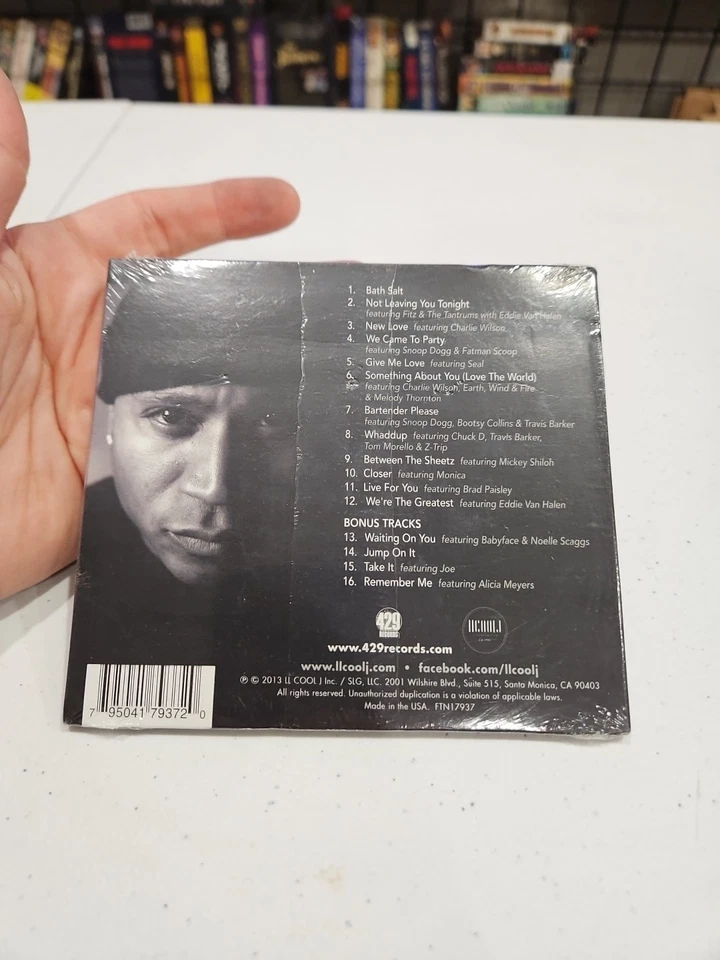 1. Bath Salt
2. Not Leaving You Tonight
featuring Fitz & The Tantrums with Eddie Van Halen
3. New Love featuring Charlie Wilson
4. We Came To Party
featuring Snoop Dogg & Fatman Scoop
5. Give Me Love featuring Seal
6. Something About You (Love The World)
featuring Charlie Wilson, Earth, Wind & Fire
& Melody Thornton
7. Bartender Please
featuring Snoop Dogg, Bootsy Collins & Travis Barker
8. Whaddup featuring Chuck D, Travis Barker,
Tom Morello & Z-Trip
9. Between The Sheetz featuring Mickey Shiloh
10. Closer featuring Monica
11. Live For You featuring Brad Paisley
12. We're The Greatest featuring Eddie Van Halen
BONUS TRACKS
13. Waiting On You featuring Babyface & Noelle Scaggs
14. Jump On It
15. Take It featuring Joe
16. Remember Me featuring Alicia Meyers
429
RECORDS
LLCOOLJ
www.429records.com
www.llcoolj.com • facebook.com/llcoolj
℗ © 2013 LL COOL J Inc. / SLG, LLC. 2001 Wilshire Blvd., Suite 515, Santa Monica, CA 90403
All rights reserved. Unauthorized duplication is a violation of applicable laws.
Made in the USA. FTN17937
7 95041 79372 0